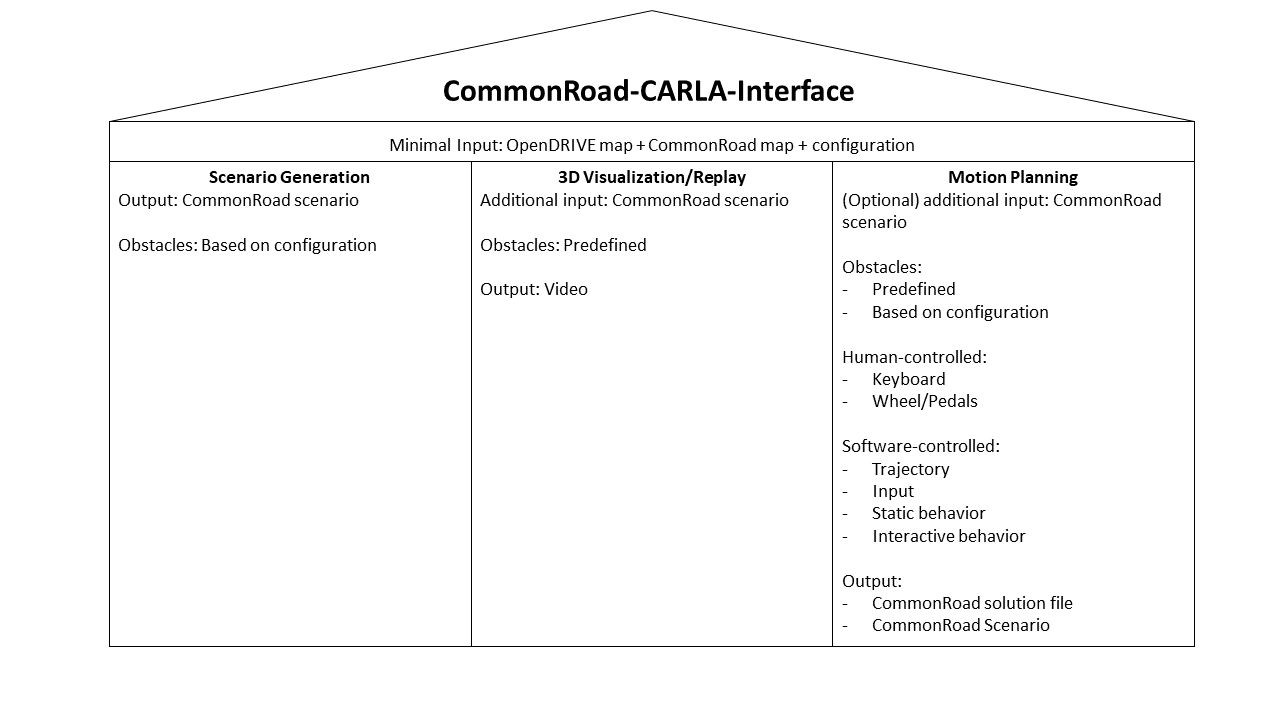 CommonRoad-CARLA-Interface
Minimal Input: OpenDRIVE map + CommonRoad map + configuration
Scenario Generation
Output: CommonRoad scenario
Obstacles: Based on configuration
3D Visualization/Replay
Additional input: CommonRoad scenario
Obstacles: Predefined
Output: Video
Motion Planning
(Optional) additional input: CommonRoad
scenario
Obstacles:
- Predefined
- Based on configuration
Human-controlled:
- Keyboard
- Wheel/Pedals
Software-controlled:
- Trajectory
- Input
- Static behavior
- Interactive behavior
Output:
- CommonRoad solution file
- CommonRoad Scenario